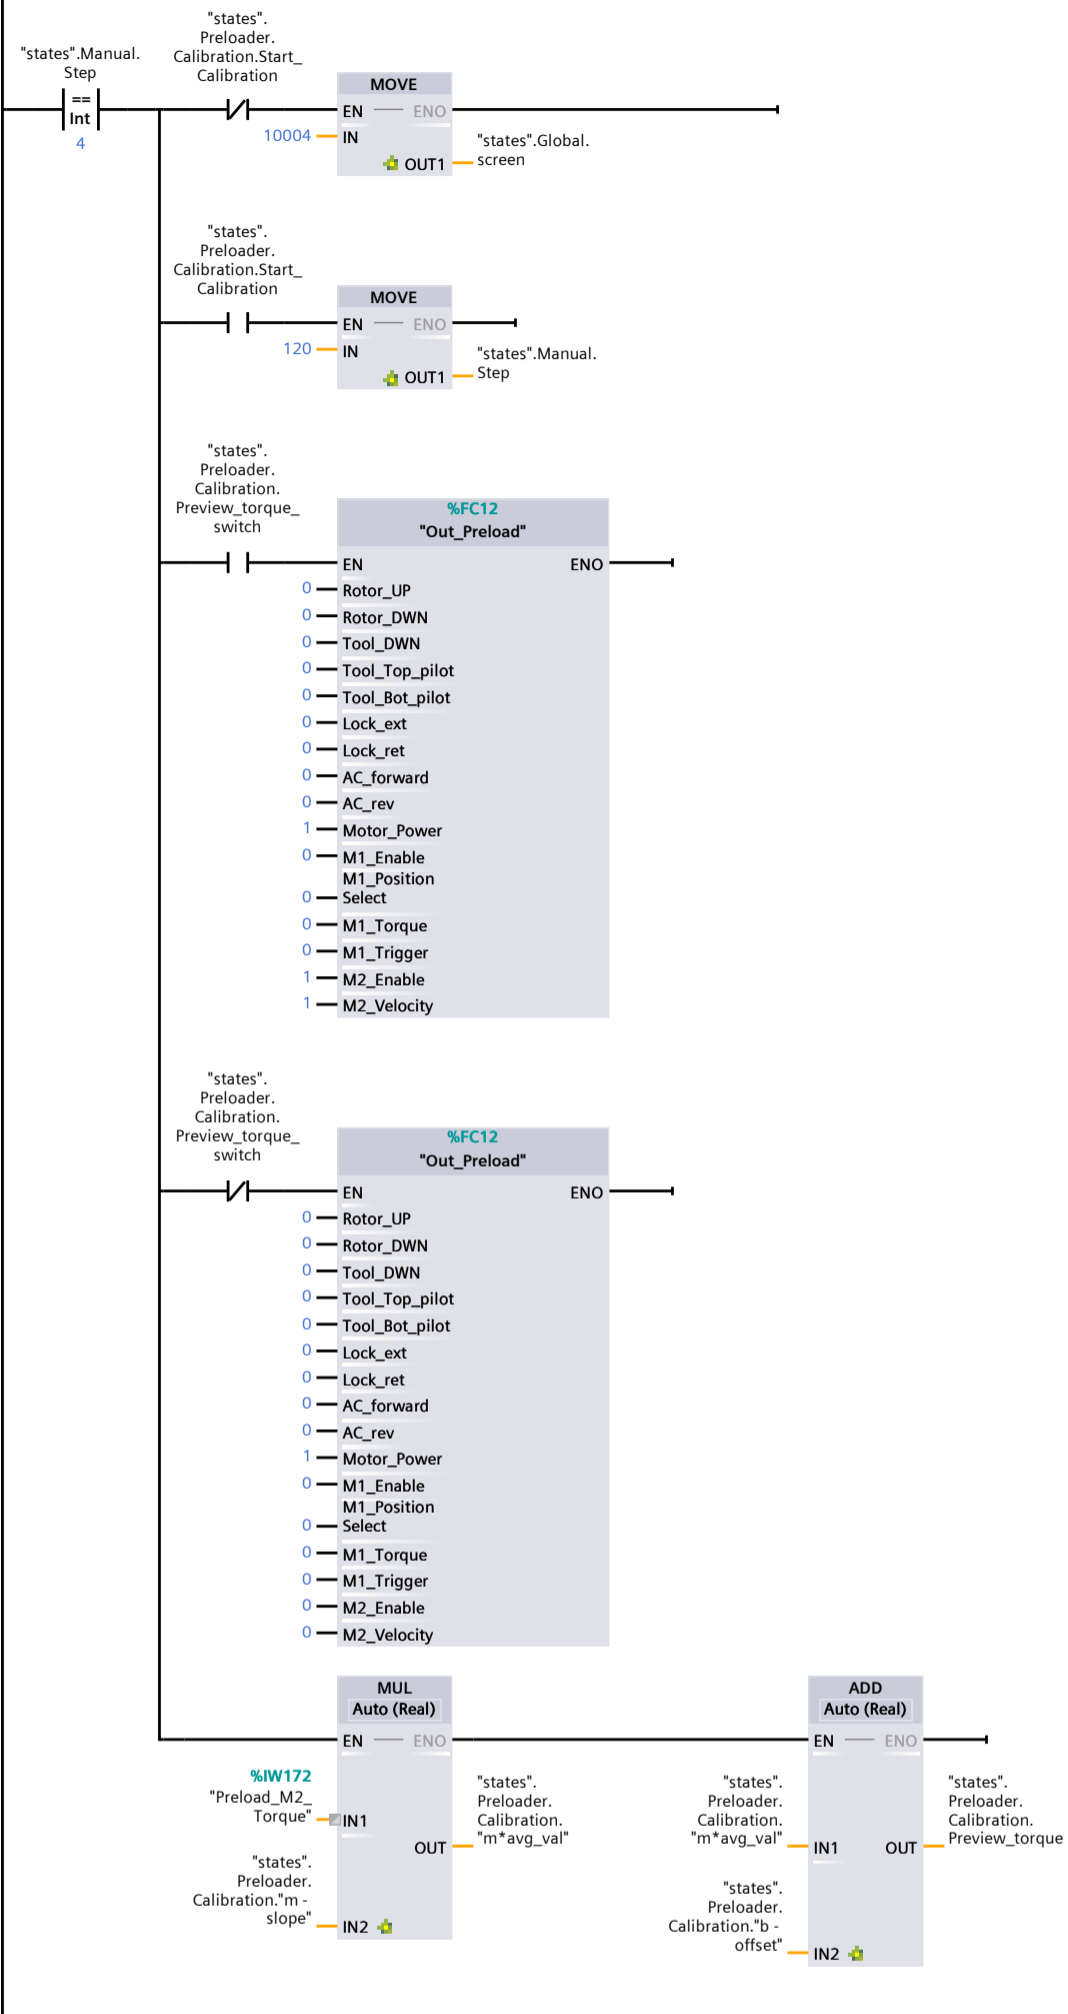 "states".
Preloader.
Calibration.Start_
Calibration
"states".Manual.
Step
==
Int
4
MOVE
EN
ENO
10004
IN
OUT1
"states".Global.
screen
"states".
Preloader.
Calibration.Start_
Calibration
MOVE
EN
ENO
120
IN
OUT1
"states".Manual.
Step
"states".
Preloader.
Calibration.
Preview_torque_
switch
%FC12
"Out_Preload"
EN
ENO
0 Rotor_UP
0 Rotor_DWN
0 Tool_DWN
0 Tool_Top_pilot
0 Tool_Bot_pilot
0 Lock_ext
0 Lock_ret
0 AC_forward
0 AC_rev
1 Motor_Power
0 M1_Enable
M1_Position
0 Select
0 M1_Torque
0 M1_Trigger
1 M2_Enable
1 M2_Velocity
"states".
Preloader.
Calibration.
Preview_torque_
switch
%FC12
"Out_Preload"
EN
ENO
0 Rotor_UP
0 Rotor_DWN
0 Tool_DWN
0 Tool_Top_pilot
0 Tool_Bot_pilot
0 Lock_ext
0 Lock_ret
0 AC_forward
0 AC_rev
1 Motor_Power
0 M1_Enable
M1_Position
0 Select
0 M1_Torque
0 M1_Trigger
0 M2_Enable
0 M2_Velocity
MUL
Auto (Real)
EN
ENO
%IW172
"Preload_M2_
Torque"
IN1
"states".
Preloader.
Calibration.
"m*avg_val"
OUT
"states".
Preloader.
Calibration."m -
slope"
IN2
ADD
Auto (Real)
EN
ENO
"states".
Preloader.
Calibration.
"m*avg_val"
IN1
OUT
"states".
Preloader.
Calibration.
Preview_torque
"states".
Preloader.
Calibration."b -
offset"
IN2